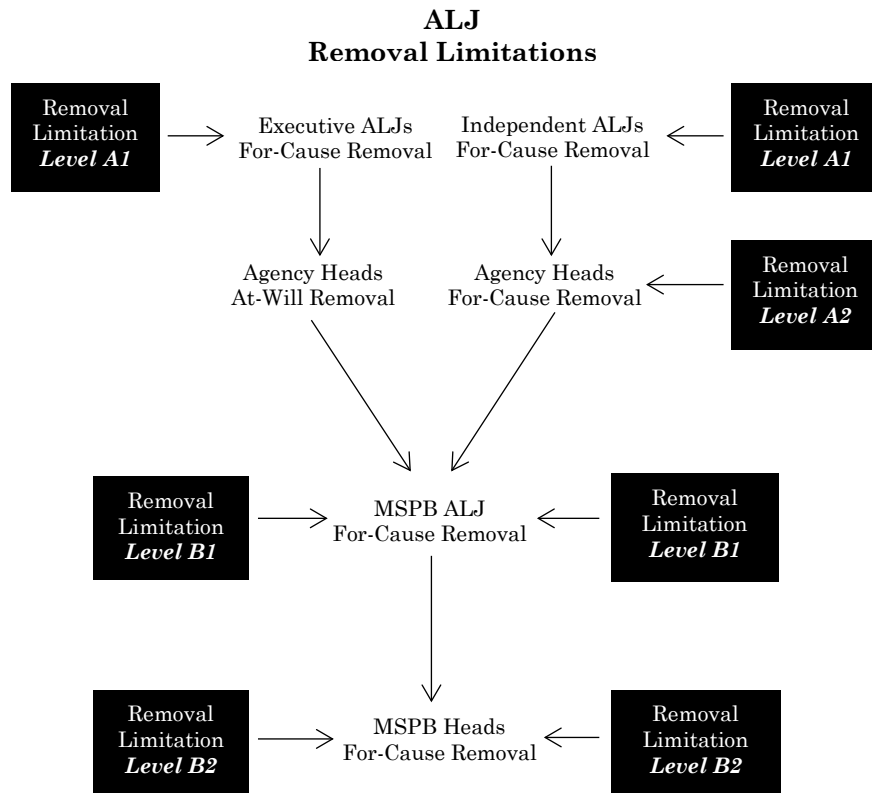 ALJ
Removal Limitations
Removal
Limitation
Level A1
Executive ALJs
For-Cause Removal
Independent ALJs
For-Cause Removal
Removal
Limitation
Level A1
Agency Heads
At-Will Removal
Agency Heads
For-Cause Removal
Removal
Limitation
Level A2
Removal
Limitation
Level B1
MSPB ALJ
For-Cause Removal
Removal
Limitation
Level B1
Removal
Limitation
Level B2
MSPB Heads
For-Cause Removal
Removal
Limitation
Level B2